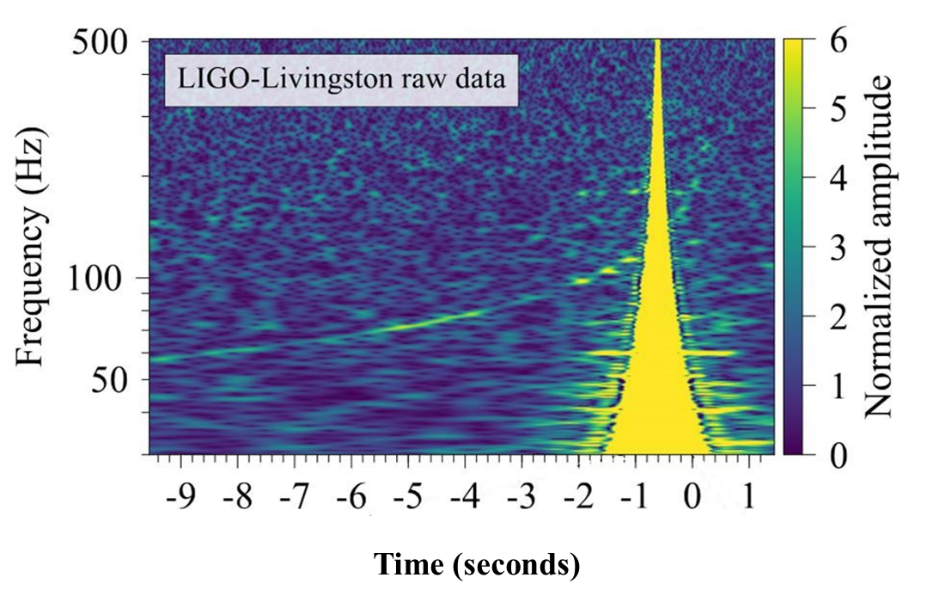 LIGO-Livingston raw data
Frequency (Hz)
500
100
50
-9 -8 -7 -6 -5 -4 -3 -2 -1 0 1
Time (seconds)
6
5
4
3
2
1
0
Normalized amplitude